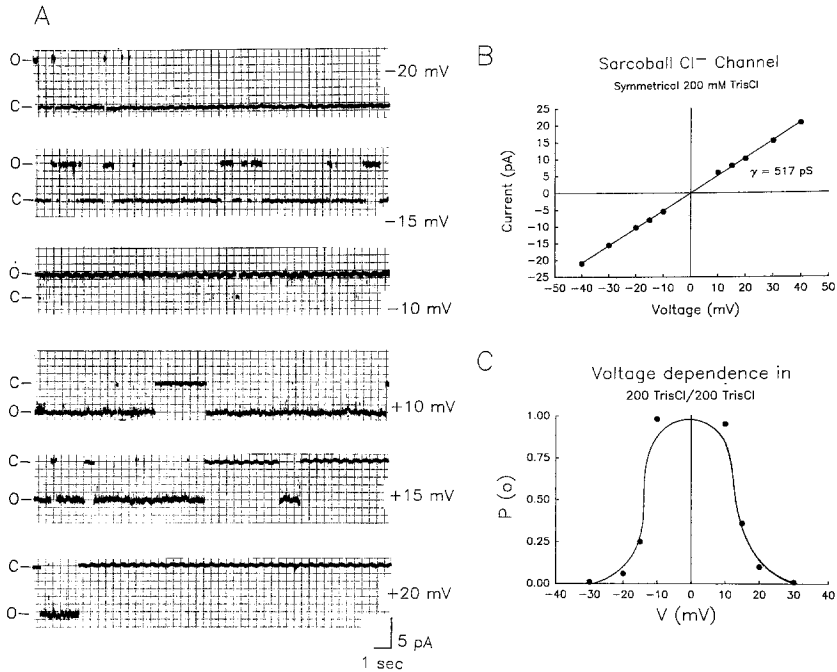 A
O–
C–
–20 mV
O–
C–
–15 mV
O–
C–
–10 mV
C–
O–
+10 mV
C–
O–
+15 mV
C–
O–
+20 mV
5 pA
1 sec
B
Sarcoball Cl⁻ Channel
Symmetrical 200 mM TrisCl
Current (pA)
25
20
15
10
5
0
−5
−10
−15
−20
−25
γ = 517 pS
−50 −40 −30 −20 −10 0 10 20 30 40 50
Voltage (mV)
C
Voltage dependence in
200 TrisCl/200 TrisCl
P (o)
1.00
0.75
0.50
0.25
0.00
−40 −30 −20 −10 0 10 20 30 40
V (mV)